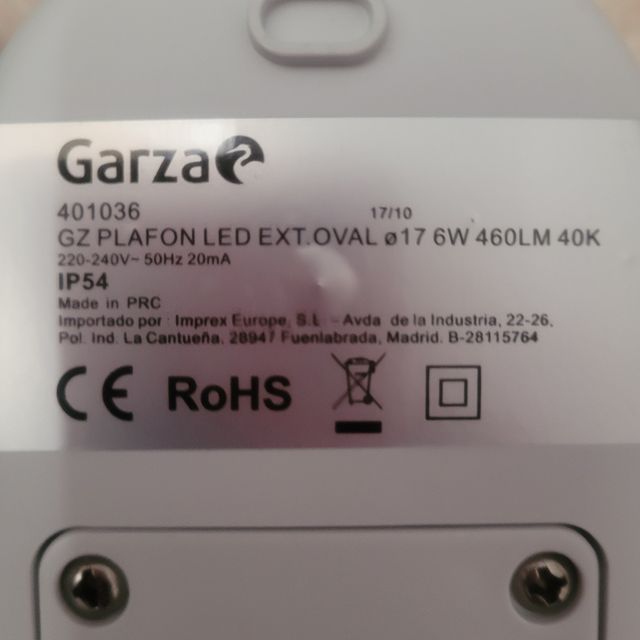 Garza
401036 17/10
GZ PLAFON LED EXT.OVAL ø17 6W 460LM 40K
220-240V~ 50Hz 20mA
IP54
Made in PRC
Importado por: Imprex Europe, S.L. - Avda. de la Industria, 22-26,
Pol. Ind. La Cantueña, 28947 Fuenlabrada, Madrid. B-28115764
CE RoHS